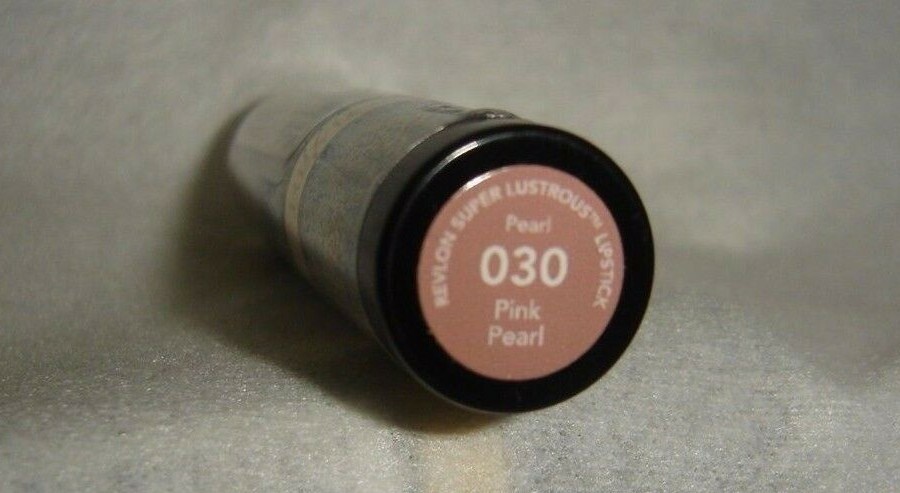 REVLON SUPER LUSTROUS™ LIPSTICK
Pearl
030
Pink
Pearl